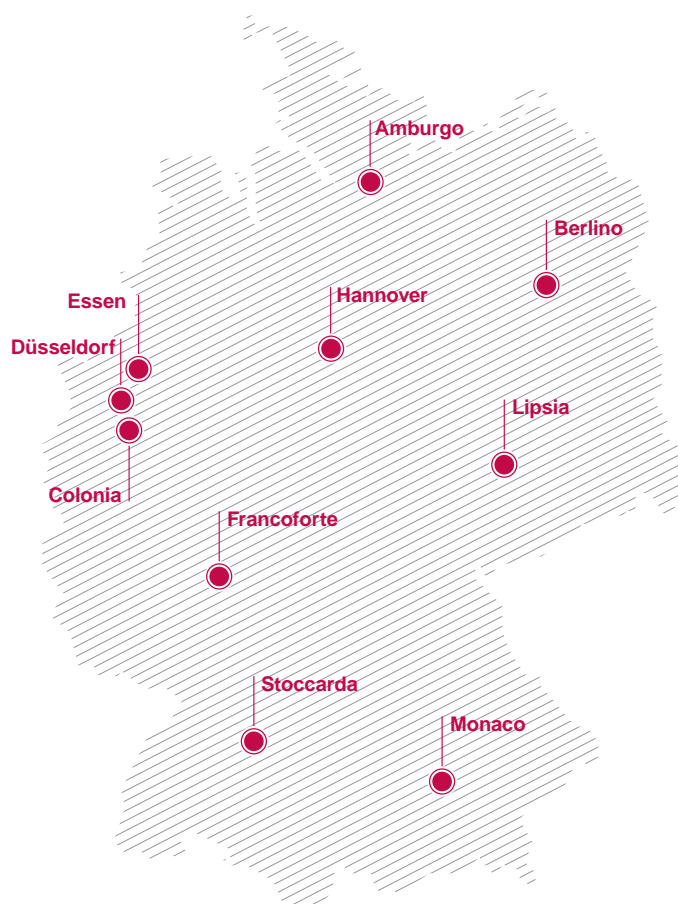 Amburgo
Berlino
Essen
Hannover
Düsseldorf
Lipsia
Colonia
Francoforte
Stoccarda
Monaco